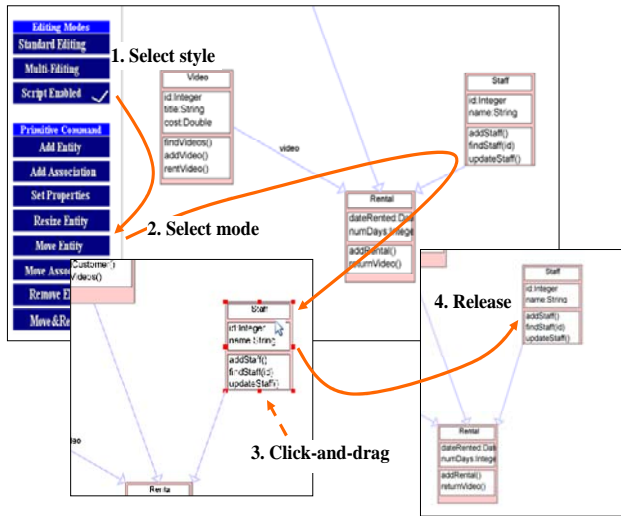 Editing Modes
Standard Editing
Multi-Editing
Script Enabled
Primitive Command
Add Entity
Add Association
Set Properties
Resize Entity
Move Entity
Move Assoc
Remove E
Move&Re
1. Select style
2. Select mode
Video
id:Integer
title:String
cost:Double
findVideos()
addVideo()
rentVideo()
video
Staff
id:Integer
name:String
addStaff()
findStaff(id)
updateStaff()
Rental
dateRented:Dat
numDays:Intege
addRental()
returnVideo()
Customer()
Videos()
Staff
id:Integer
name:String
addStaff()
findStaff(id)
updateStaff()
3. Click-and-drag
deo
Renta
4. Release
Staff
id:Integer
name:String
addStaff()
findStaff(id)
updateStaff()
Rental
dateRented:Dat
numDays:Intege
addRental()
returnVideo()